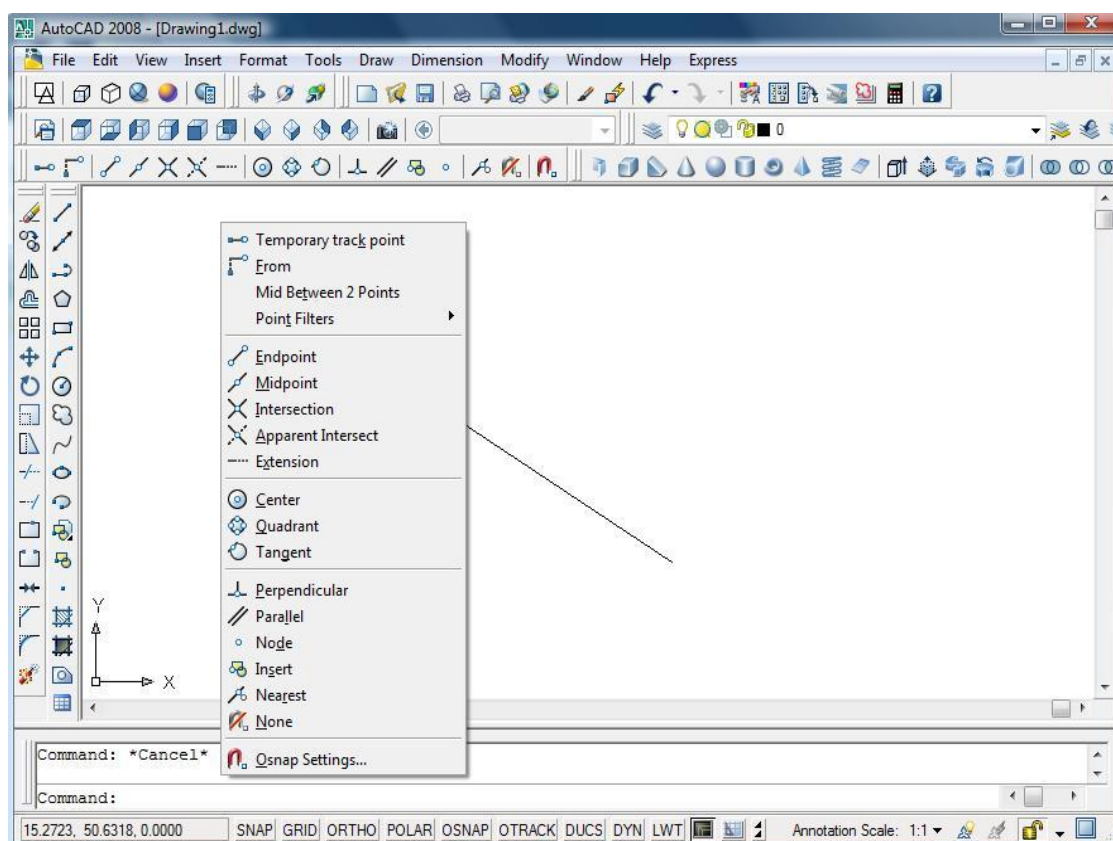 AutoCAD 2008 - [Drawing1.dwg]
File Edit View Insert Format Tools Draw Dimension Modify Window Help Express
0
Temporary track point
From
Mid Between 2 Points
Point Filters
Endpoint
Midpoint
Intersection
Apparent Intersect
Extension
Center
Quadrant
Tangent
Perpendicular
Parallel
Node
Insert
Nearest
None
Osnap Settings...
Y
X
Command: *Cancel*
Command:
15.2723, 50.6318, 0.0000 SNAP GRID ORTHO POLAR OSNAP OTRACK DUCS DYN LWT Annotation Scale: 1:1